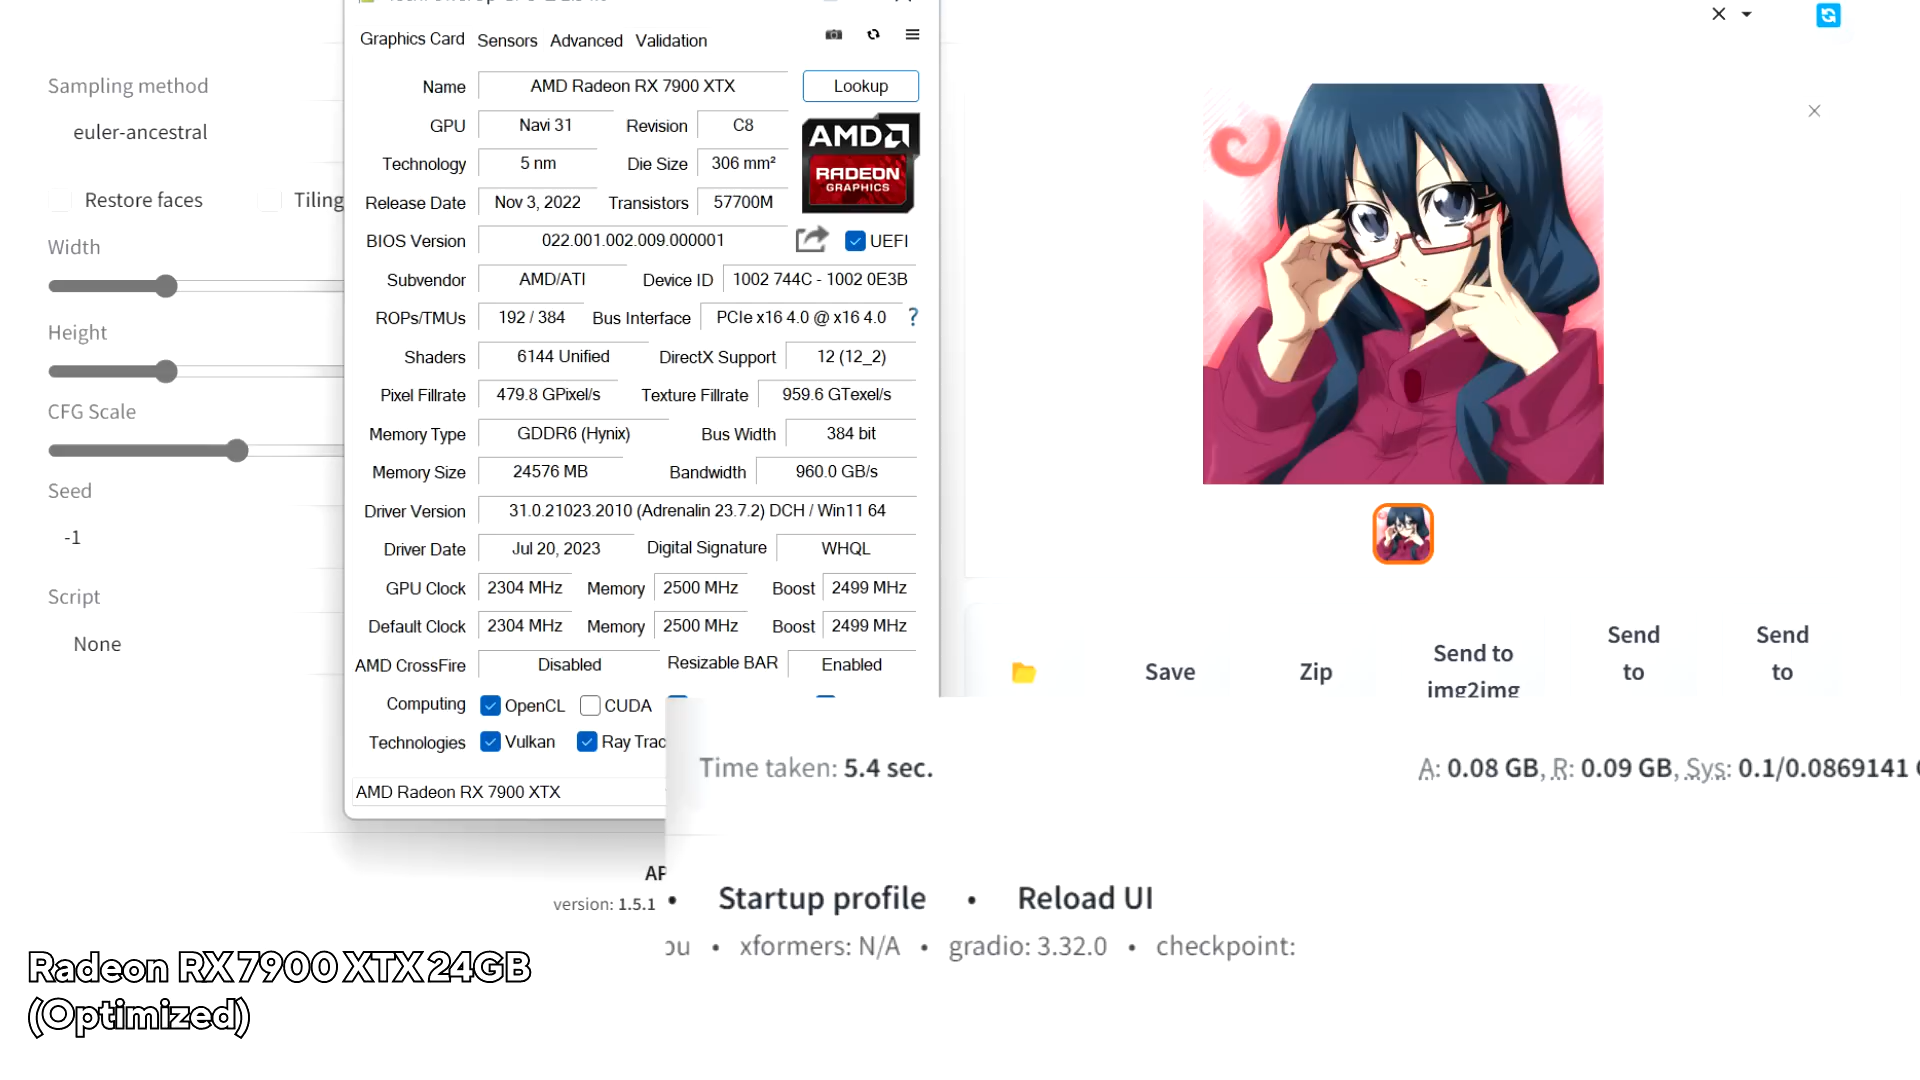 Graphics Card Sensors Advanced Validation
Sampling method
euler-ancestral
Restore faces Tiling
Width
Height
CFG Scale
Seed
-1
Script
None
Name AMD Radeon RX 7900 XTX Lookup
GPU Navi 31 Revision C8
Technology 5 nm Die Size 306 mm²
Release Date Nov 3, 2022 Transistors 57700M
BIOS Version 022.001.002.009.000001 UEFI
Subvendor AMD/ATI Device ID 1002 744C - 1002 0E3B
ROPs/TMUs 192 / 384 Bus Interface PCIe x16 4.0 @ x16 4.0 ?
Shaders 6144 Unified DirectX Support 12 (12_2)
Pixel Fillrate 479.8 GPixel/s Texture Fillrate 959.6 GTexel/s
Memory Type GDDR6 (Hynix) Bus Width 384 bit
Memory Size 24576 MB Bandwidth 960.0 GB/s
Driver Version 31.0.21023.2010 (Adrenalin 23.7.2) DCH / Win11 64
Driver Date Jul 20, 2023 Digital Signature WHQL
GPU Clock 2304 MHz Memory 2500 MHz Boost 2499 MHz
Default Clock 2304 MHz Memory 2500 MHz Boost 2499 MHz
AMD CrossFire Disabled Resizable BAR Enabled
Computing OpenCL CUDA
Technologies Vulkan Ray Trac
AMD Radeon RX 7900 XTX
AMD
RADEON
GRAPHICS
Save Zip Send to img2img Send to Send to
Time taken: 5.4 sec.
A: 0.08 GB, R: 0.09 GB, Sys: 0.1/0.0869141
AP
version: 1.5.1 • Startup profile • Reload UI
• xformers: N/A • gradio: 3.32.0 • checkpoint:
Radeon RX 7900 XTX 24GB
(Optimized)